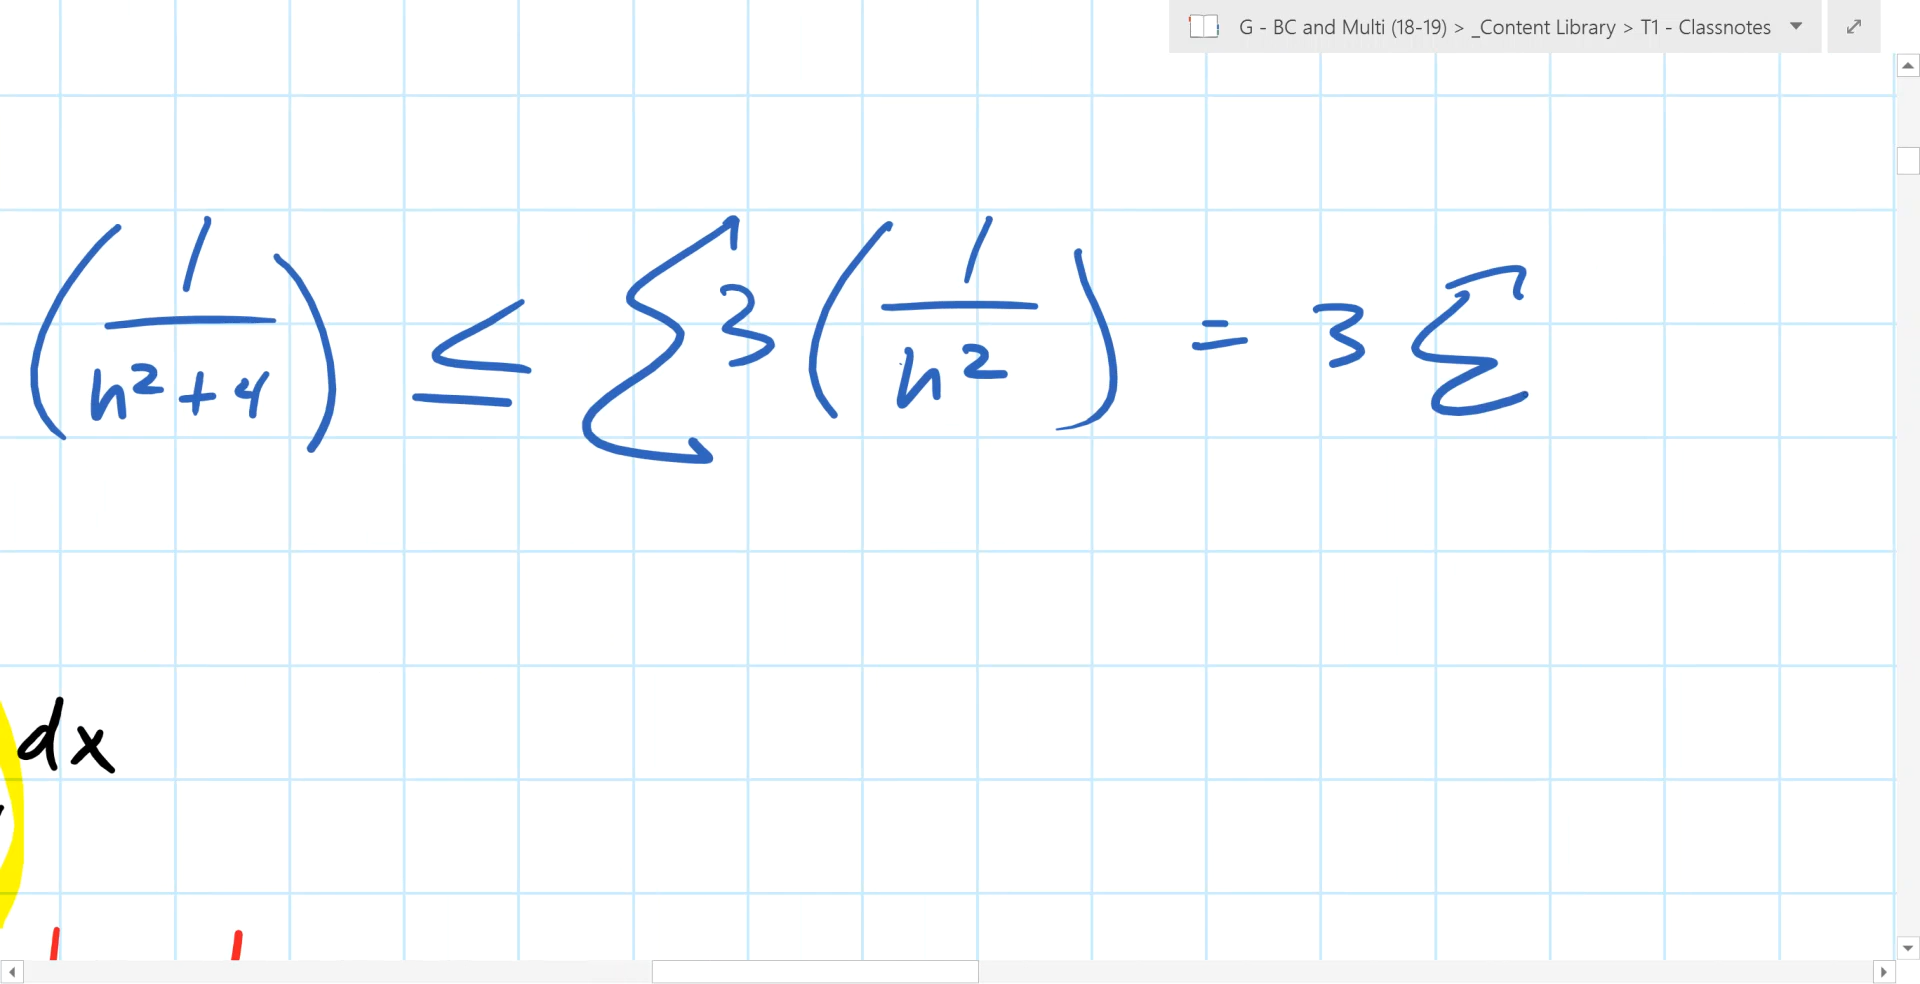 G - BC and Multi (18-19) > _Content Library > T1 - Classnotes
(1/(n²+4)) ≤ Σ 3 (1/n²) = 3 Σ
dx